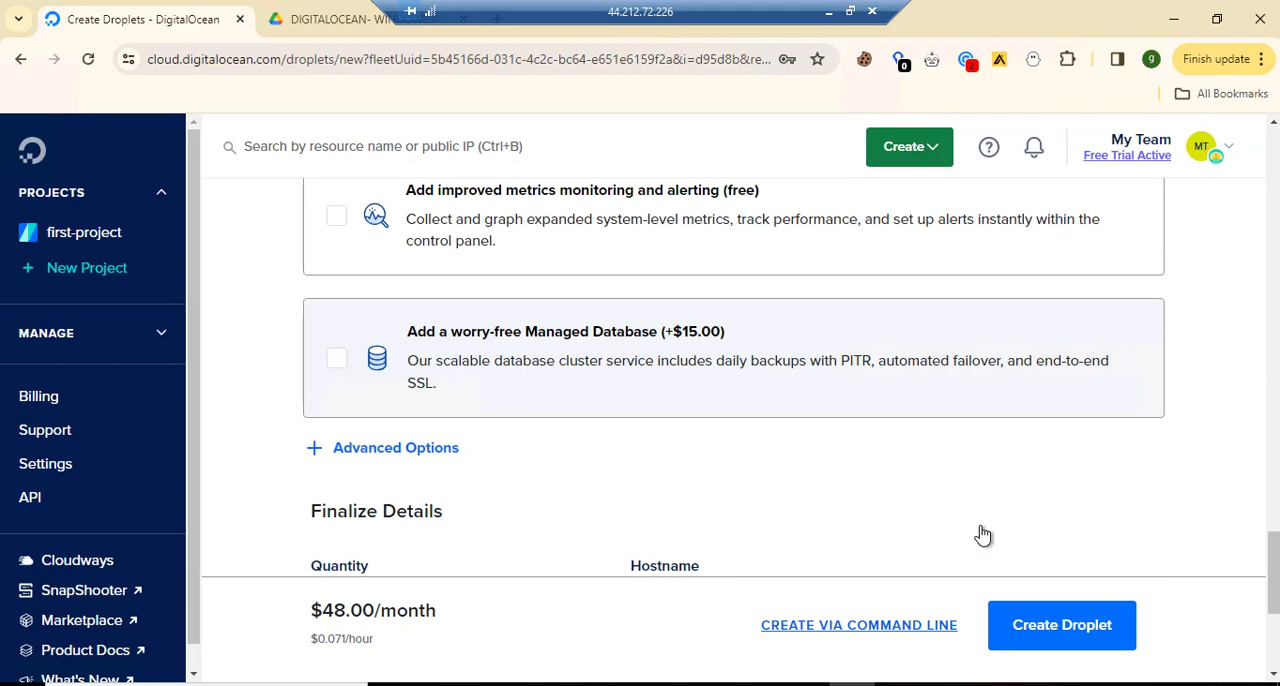 44.212.72.226
Create Droplets - DigitalOcean
DIGITALOCEAN- WIN
cloud.digitalocean.com/droplets/new?fleetUuid=5b45166d-031c-4c2c-bc64-e651e6159f2a&i=d95d8b&re...
0
2
g
Finish update
All Bookmarks
Search by resource name or public IP (Ctrl+B)
Create
My Team
Free Trial Active
MT
PROJECTS
first-project
+ New Project
MANAGE
Billing
Support
Settings
API
Cloudways
SnapShooter
Marketplace
Product Docs
What's New
Add improved metrics monitoring and alerting (free)
Collect and graph expanded system-level metrics, track performance, and set up alerts instantly within the
control panel.
Add a worry-free Managed Database (+$15.00)
Our scalable database cluster service includes daily backups with PITR, automated failover, and end-to-end
SSL.
+ Advanced Options
Finalize Details
Quantity
Hostname
$48.00/month
$0.071/hour
CREATE VIA COMMAND LINE
Create Droplet